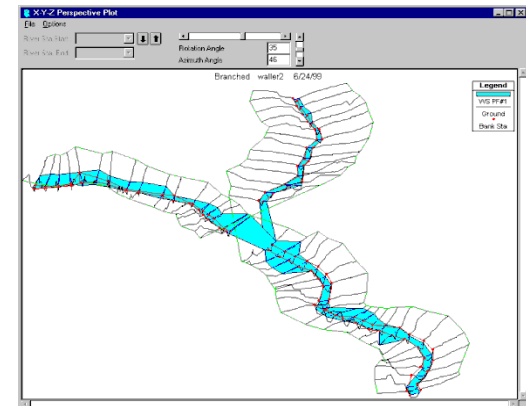 X-Y-Z Perspective Plot
File Options
River Sta Start:
River Sta. End:
Rotation Angle 35
Azimuth Angle 46
Branched waller2 6/24/99
Legend
WS PF#1
Ground
Bank Sta